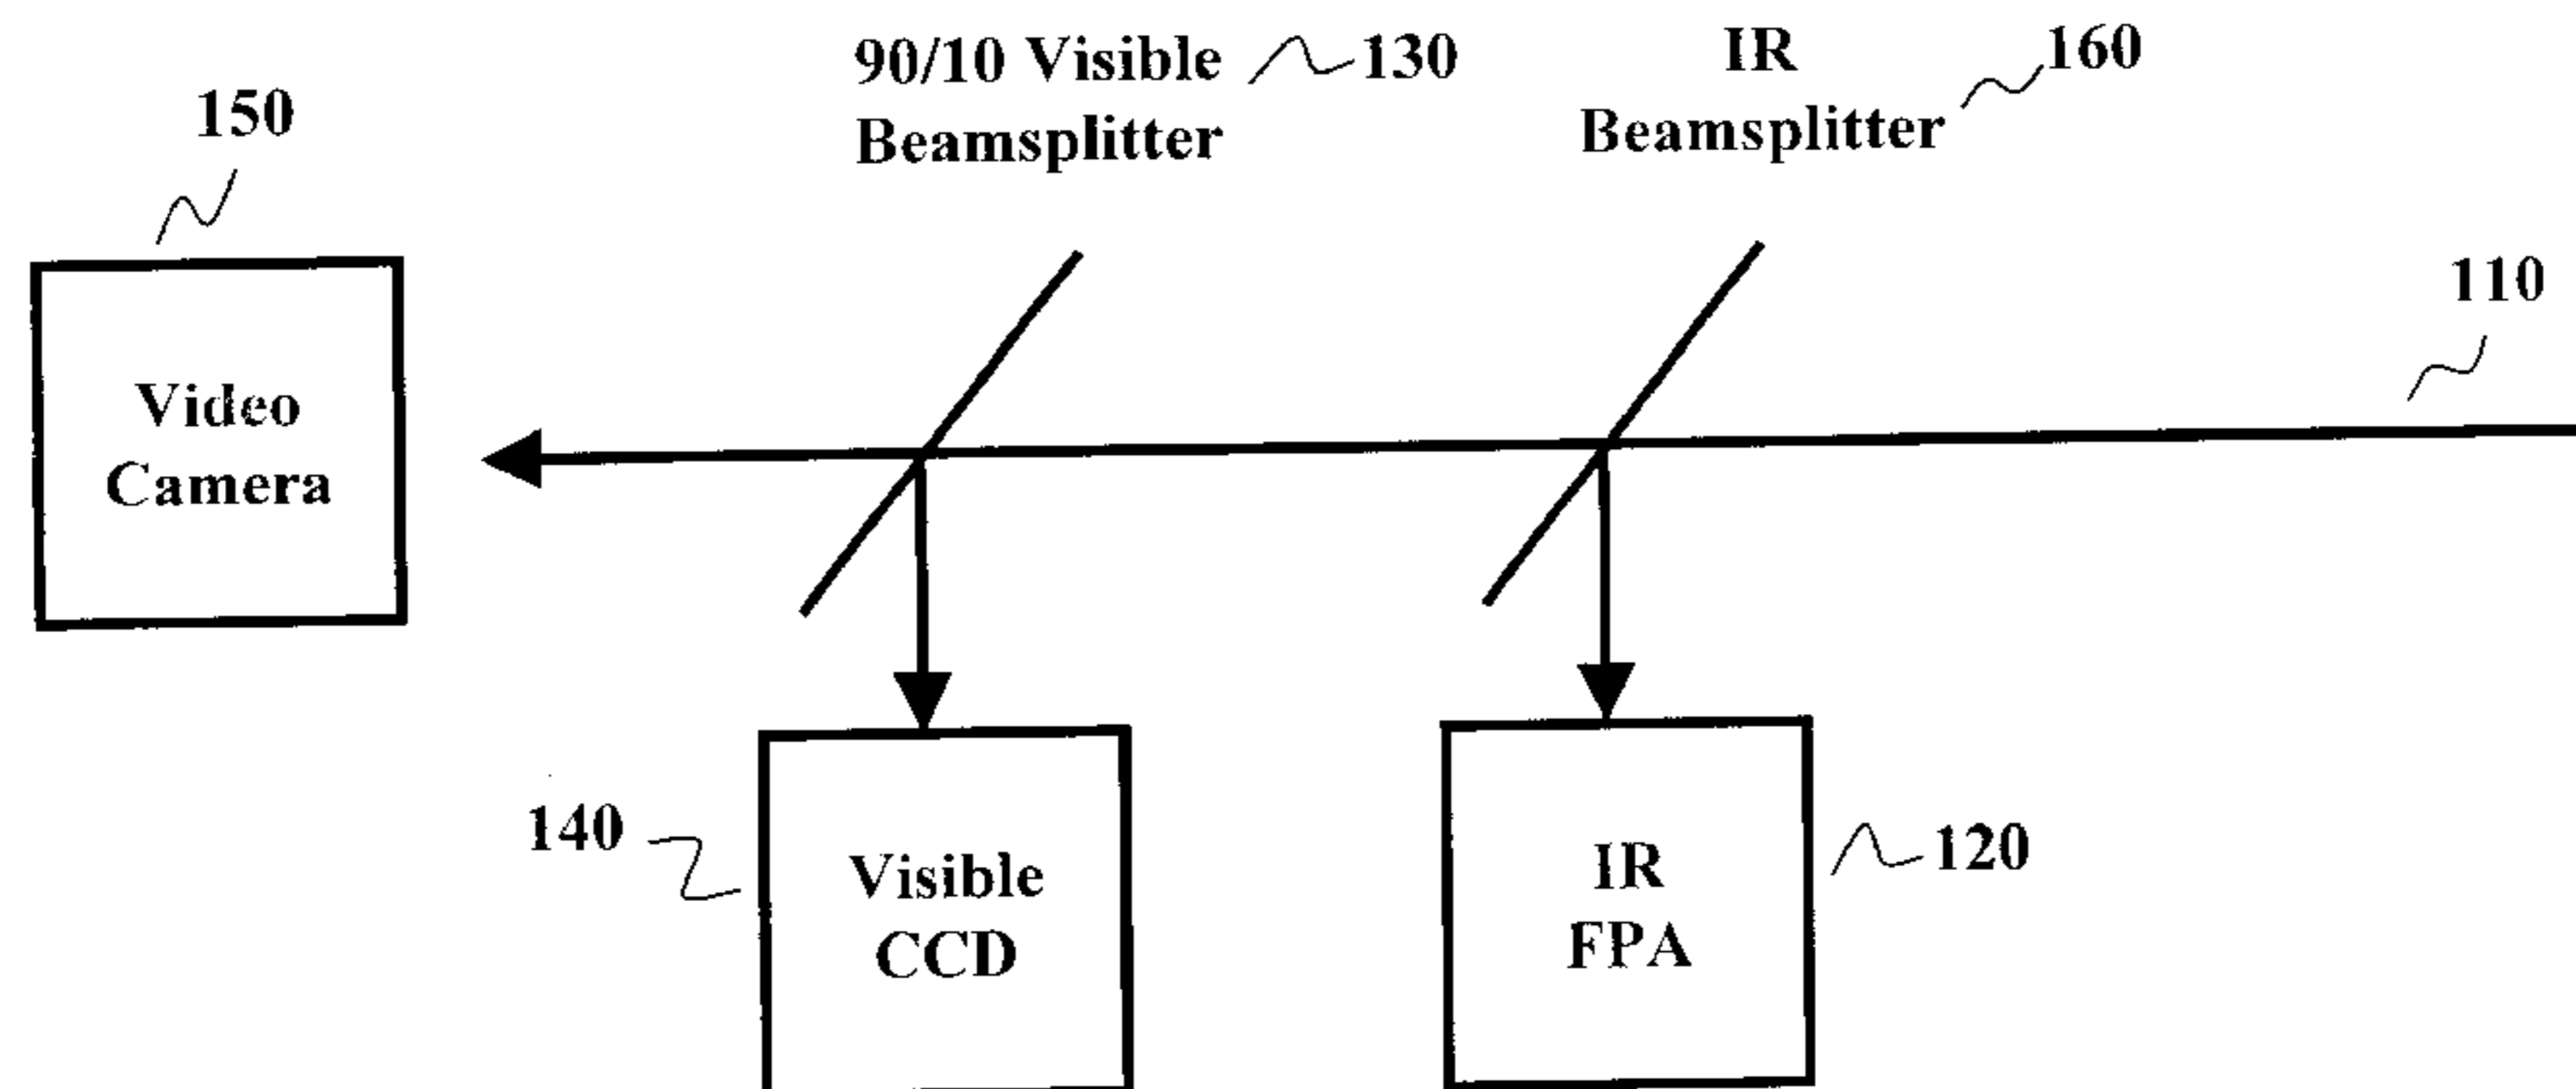 150
90/10 Visible
Beamsplitter
130
IR
Beamsplitter
160
110
Video
Camera
140
Visible
CCD
IR
FPA
120